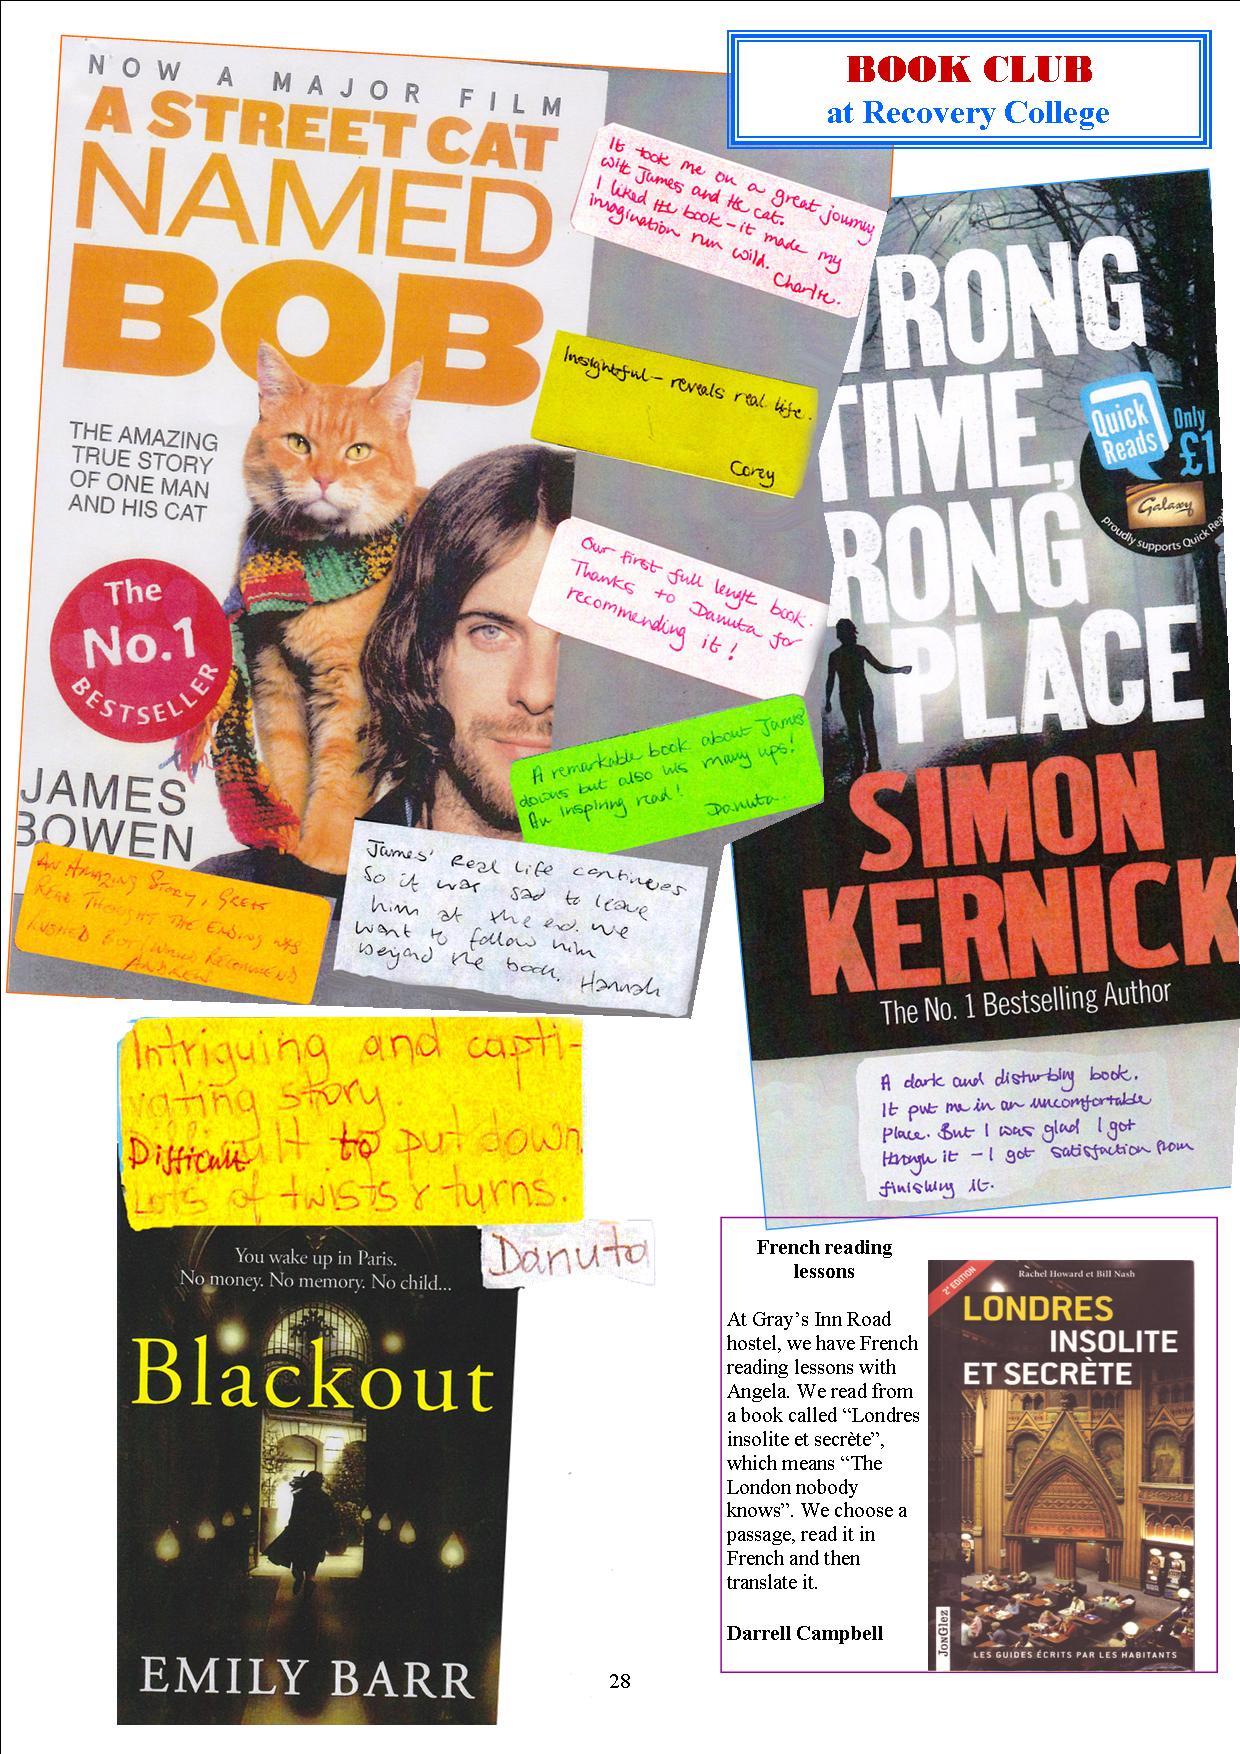 BOOK CLUB
at Recovery College
NOW A MAJOR FILM
A STREET CAT
NAMED
BOB
THE AMAZING
TRUE STORY
OF ONE MAN
AND HIS CAT
The
No.1
BESTSELLER
JAMES
BOWEN
It took me on a great journey
with James and the cat.
I liked the book - it made my
imagination run wild.
Charlie.
Insightful - reveals real life.
Corey
Our first full length book.
Thanks to Danuta for
recommending it!
A remarkable book about James'
downs but also his many ups!
An inspiring read! Danuta
AN AMAZING STORY, GREAT
READ THOUGHT THE ENDING WAS
RUSHED BUT WOULD RECOMMEND
ANDREW
James' Real Life continues
So it was sad to leave
him at the end. We
want to follow him
beyond the book. Hannah
RONG
TIME,
RONG
PLACE
Quick
Reads
Only
£1
Galaxy
proudly supports Quick Rea
SIMON
KERNICK
The No. 1 Bestselling Author
A dark and disturbing book.
It put me in an uncomfortable
place. But I was glad I got
through it - I got satisfaction from
finishing it.
Intriguing and capti-
vating story.
Difficult to put down
Lots of twists & turns.
Danuta
You wake up in Paris.
No money. No memory. No child...
Blackout
EMILY BARR
French reading
lessons
At Gray's Inn Road
hostel, we have French
reading lessons with
Angela. We read from
a book called “Londres
insolite et secrète”,
which means “The
London nobody
knows”. We choose a
passage, read it in
French and then
translate it.
Darrell Campbell
2e EDITION
Rachel Howard et Bill Nash
LONDRES
INSOLITE
ET SECRÈTE
JONGLEZ
LES GUIDES ÉCRITS PAR LES HABITANTS
28